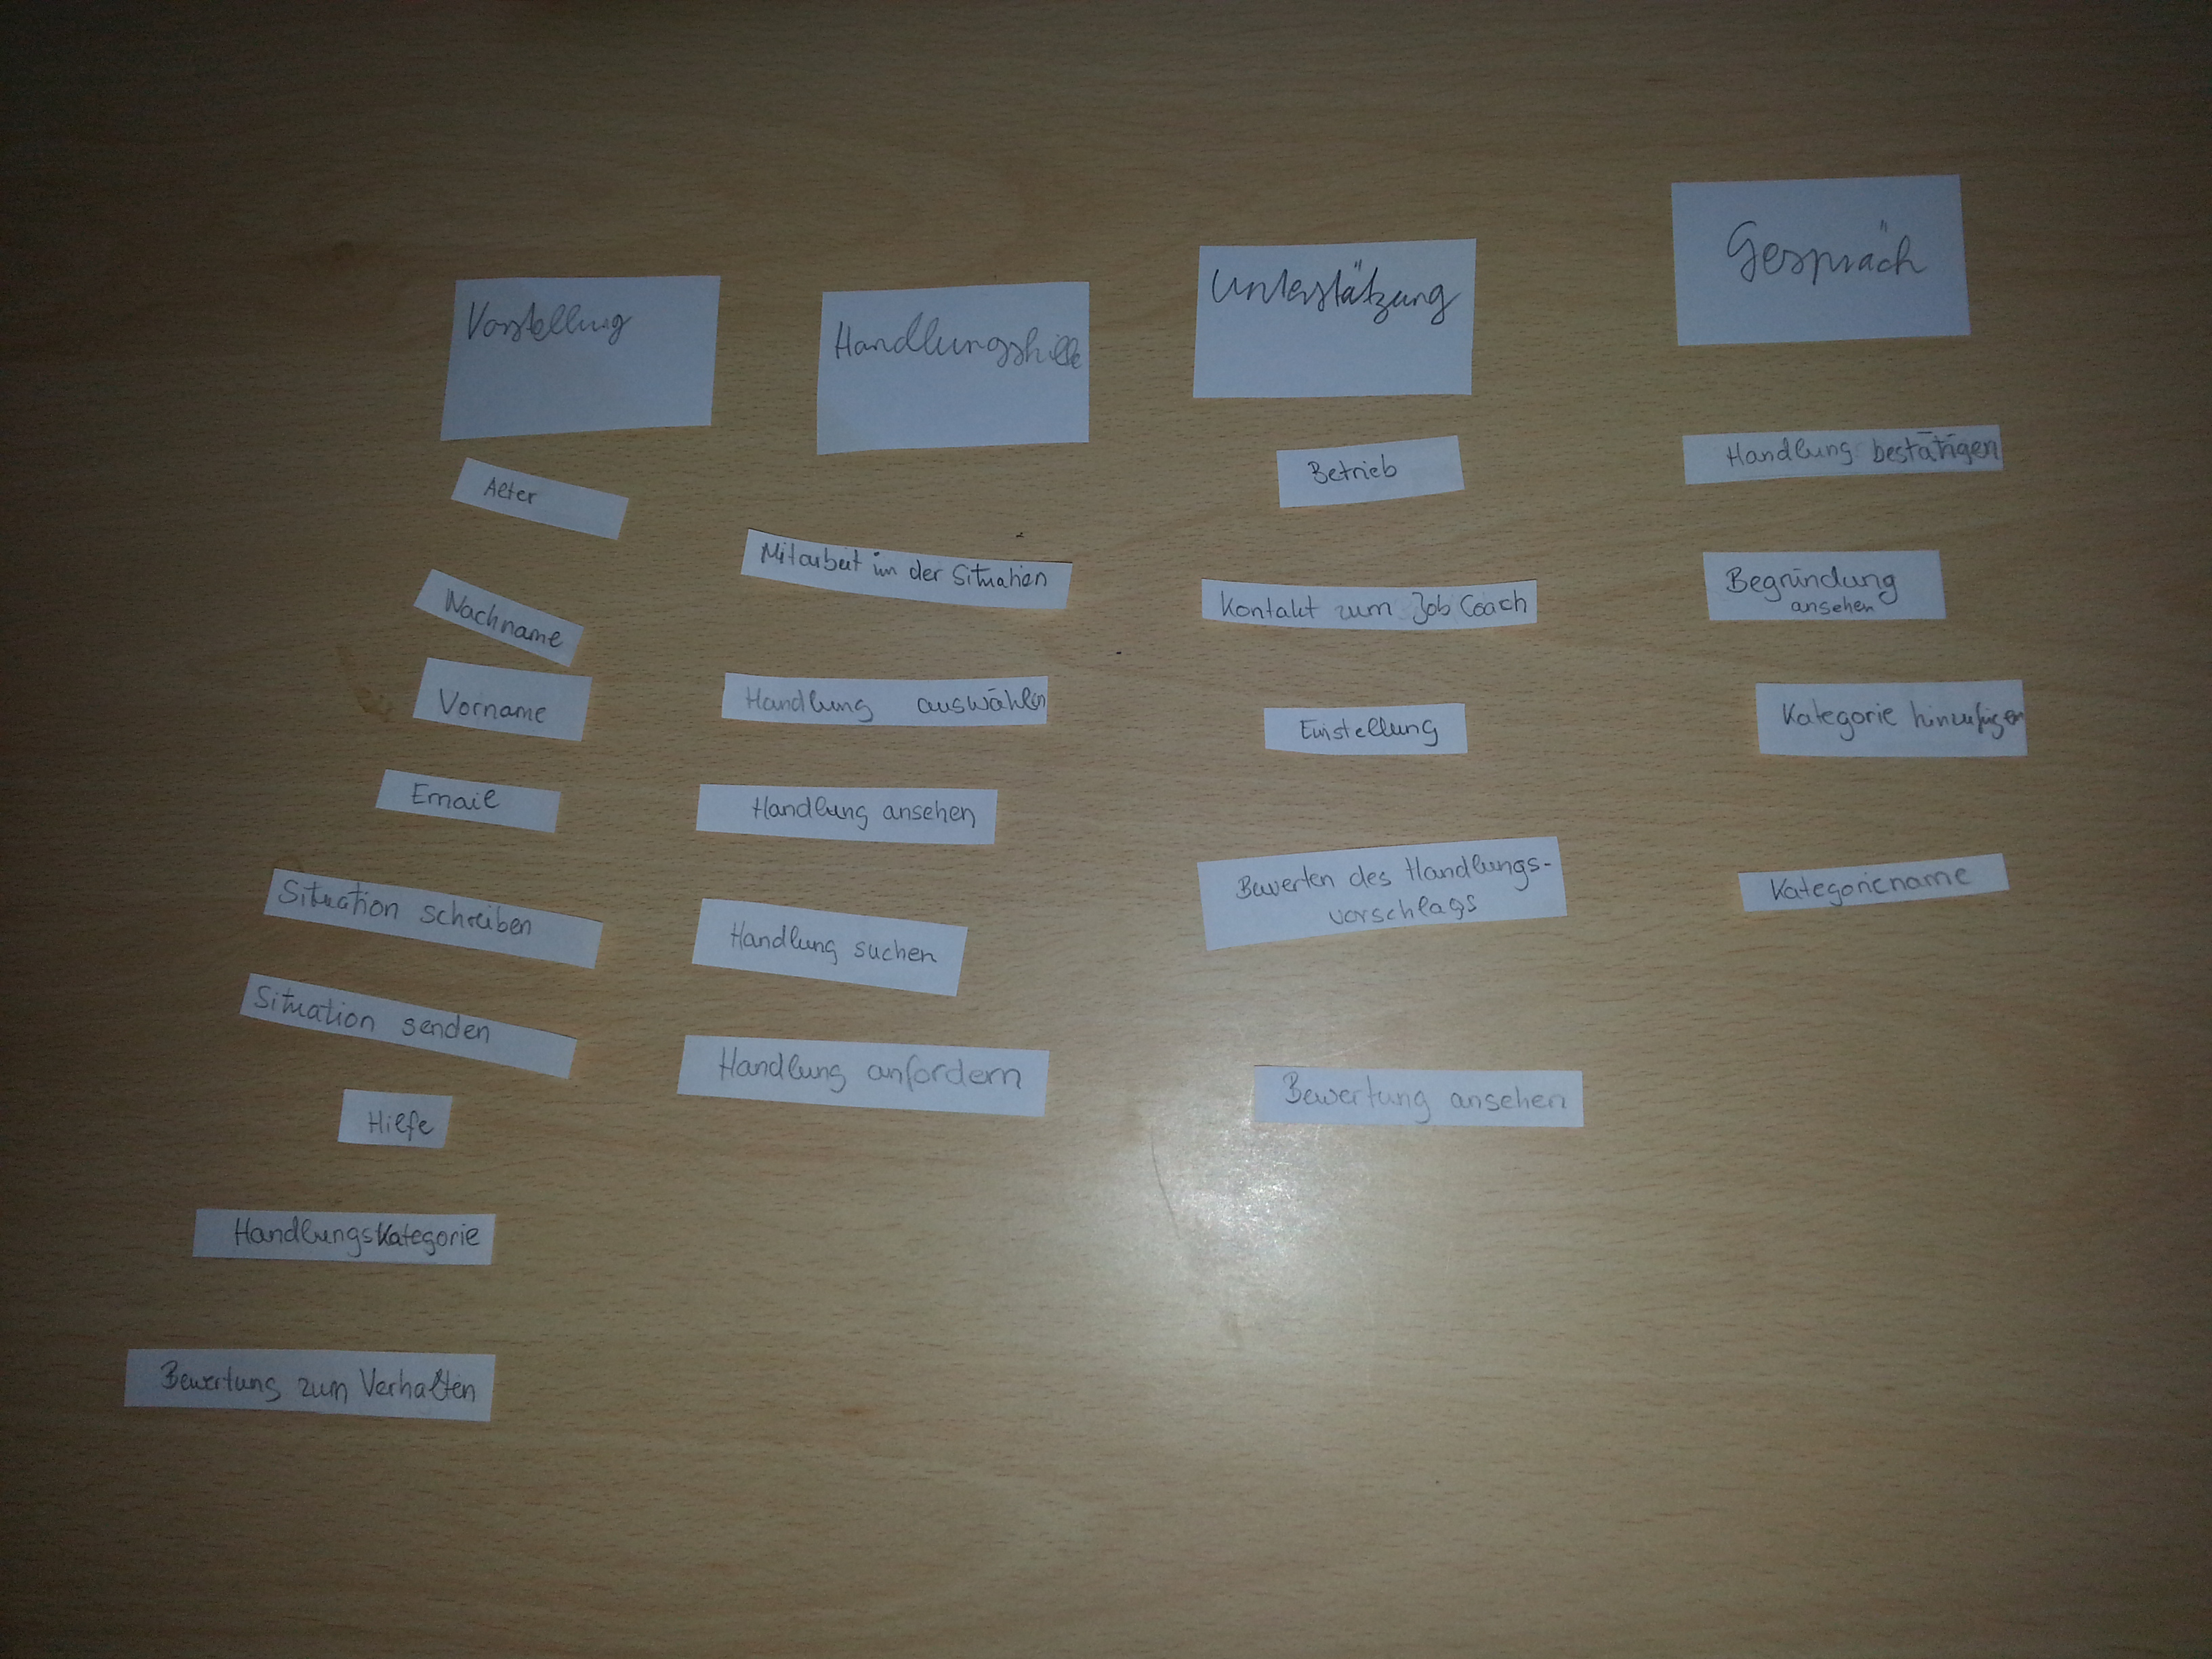 Vorstellung
Alter
Nachname
Vorname
Email
Situation schreiben
Situation senden
Hilfe
Handlungskategorie
Bewertung zum Verhalten
Handlungshilfe
Mitarbeit in der Situation
Handlung auswählen
Handlung ansehen
Handlung suchen
Handlung anfordern
Unterstützung
Betrieb
Kontakt zum Job Coach
Einstellung
Bewerten des Handlungs-
vorschlags
Bewertung ansehen
Gespräch
Handlung bestätigen
Begründung
ansehen
Kategorie hinzufügen
Kategoriename